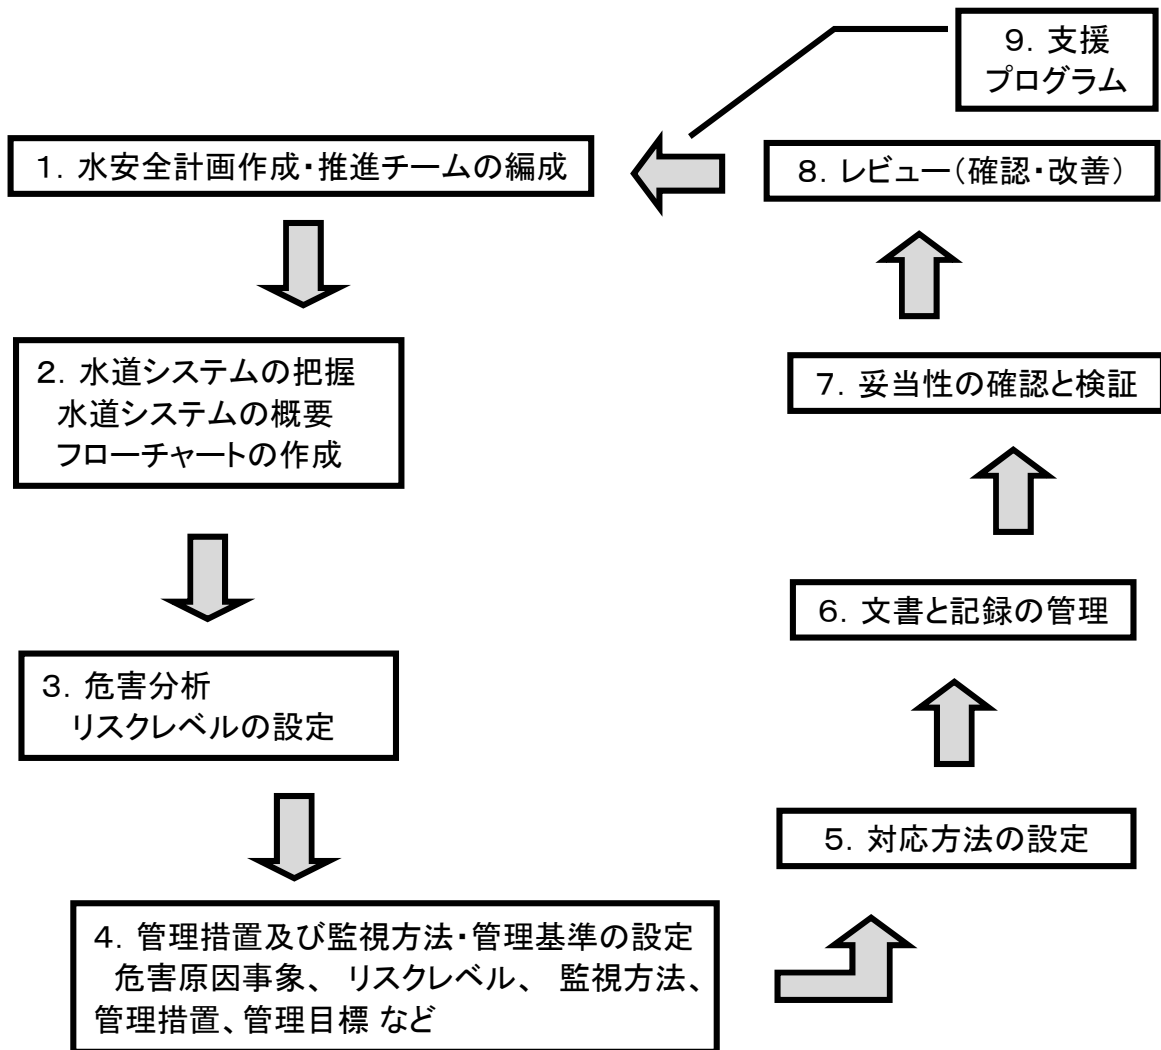 9．支援
プログラム
1．水安全計画作成・推進チームの編成
8．レビュー（確認・改善）
2．水道システムの把握
水道システムの概要
フローチャートの作成
7．妥当性の確認と検証
6．文書と記録の管理
3．危害分析
リスクレベルの設定
5．対応方法の設定
4．管理措置及び監視方法・管理基準の設定
危害原因事象、 リスクレベル、 監視方法、
管理措置、管理目標 など